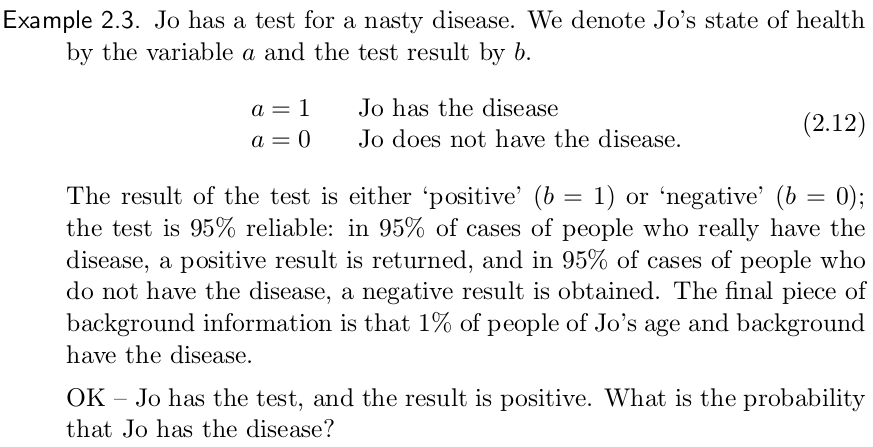 Example 2.3. Jo has a test for a nasty disease. We denote Jo's state of health
by the variable a and the test result by b.
a = 1 Jo has the disease
a = 0 Jo does not have the disease.
(2.12)
The result of the test is either ‘positive’ (b = 1) or ‘negative’ (b = 0);
the test is 95% reliable: in 95% of cases of people who really have the
disease, a positive result is returned, and in 95% of cases of people who
do not have the disease, a negative result is obtained. The final piece of
background information is that 1% of people of Jo's age and background
have the disease.
OK – Jo has the test, and the result is positive. What is the probability
that Jo has the disease?